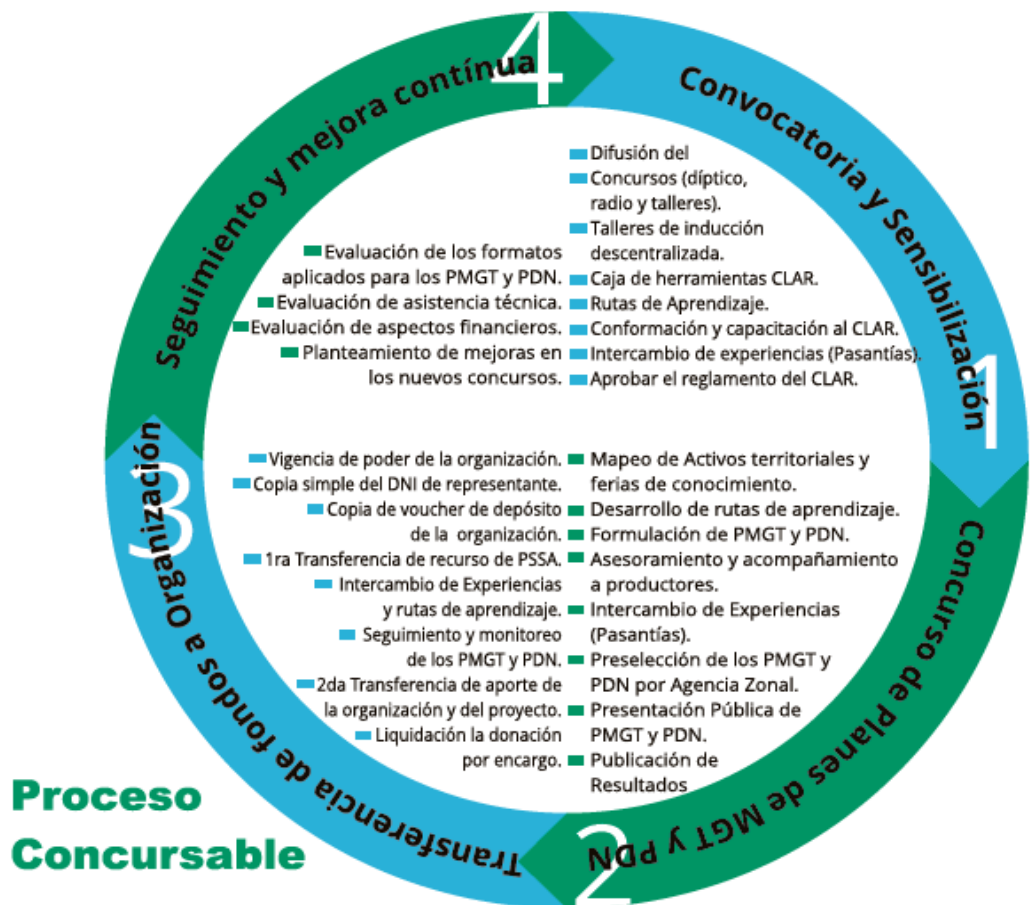 1
Convocatoria y Sensibilización
Difusión del
Concursos (díptico,
radio y talleres).
Talleres de inducción
descentralizada.
Caja de herramientas CLAR.
Rutas de Aprendizaje.
Conformación y capacitación al CLAR.
Intercambio de experiencias (Pasantías).
Aprobar el reglamento del CLAR.
2
Concurso de Planes de MGT y PDN
Mapeo de Activos territoriales y
ferias de conocimiento.
Desarrollo de rutas de aprendizaje.
Formulación de PMGT y PDN.
Asesoramiento y acompañamiento
a productores.
Intercambio de Experiencias
(Pasantías).
Preselección de los PMGT y
PDN por Agencia Zonal.
Presentación Pública de
PMGT y PDN.
Publicación de
Resultados
3
Transferencia de fondos a Organización
Vigencia de poder de la organización.
Copia simple del DNI de representante.
Copia de voucher de depósito
de la organización.
1ra Transferencia de recurso de PSSA.
Intercambio de Experiencias
y rutas de aprendizaje.
Seguimiento y monitoreo
de los PMGT y PDN.
2da Transferencia de aporte de
la organización y del proyecto.
Liquidación la donación
por encargo.
4
Seguimiento y mejora contínua
Evaluación de los formatos
aplicados para los PMGT y PDN.
Evaluación de asistencia técnica.
Evaluación de aspectos financieros.
Planteamiento de mejoras en
los nuevos concursos.
Proceso
Concursable